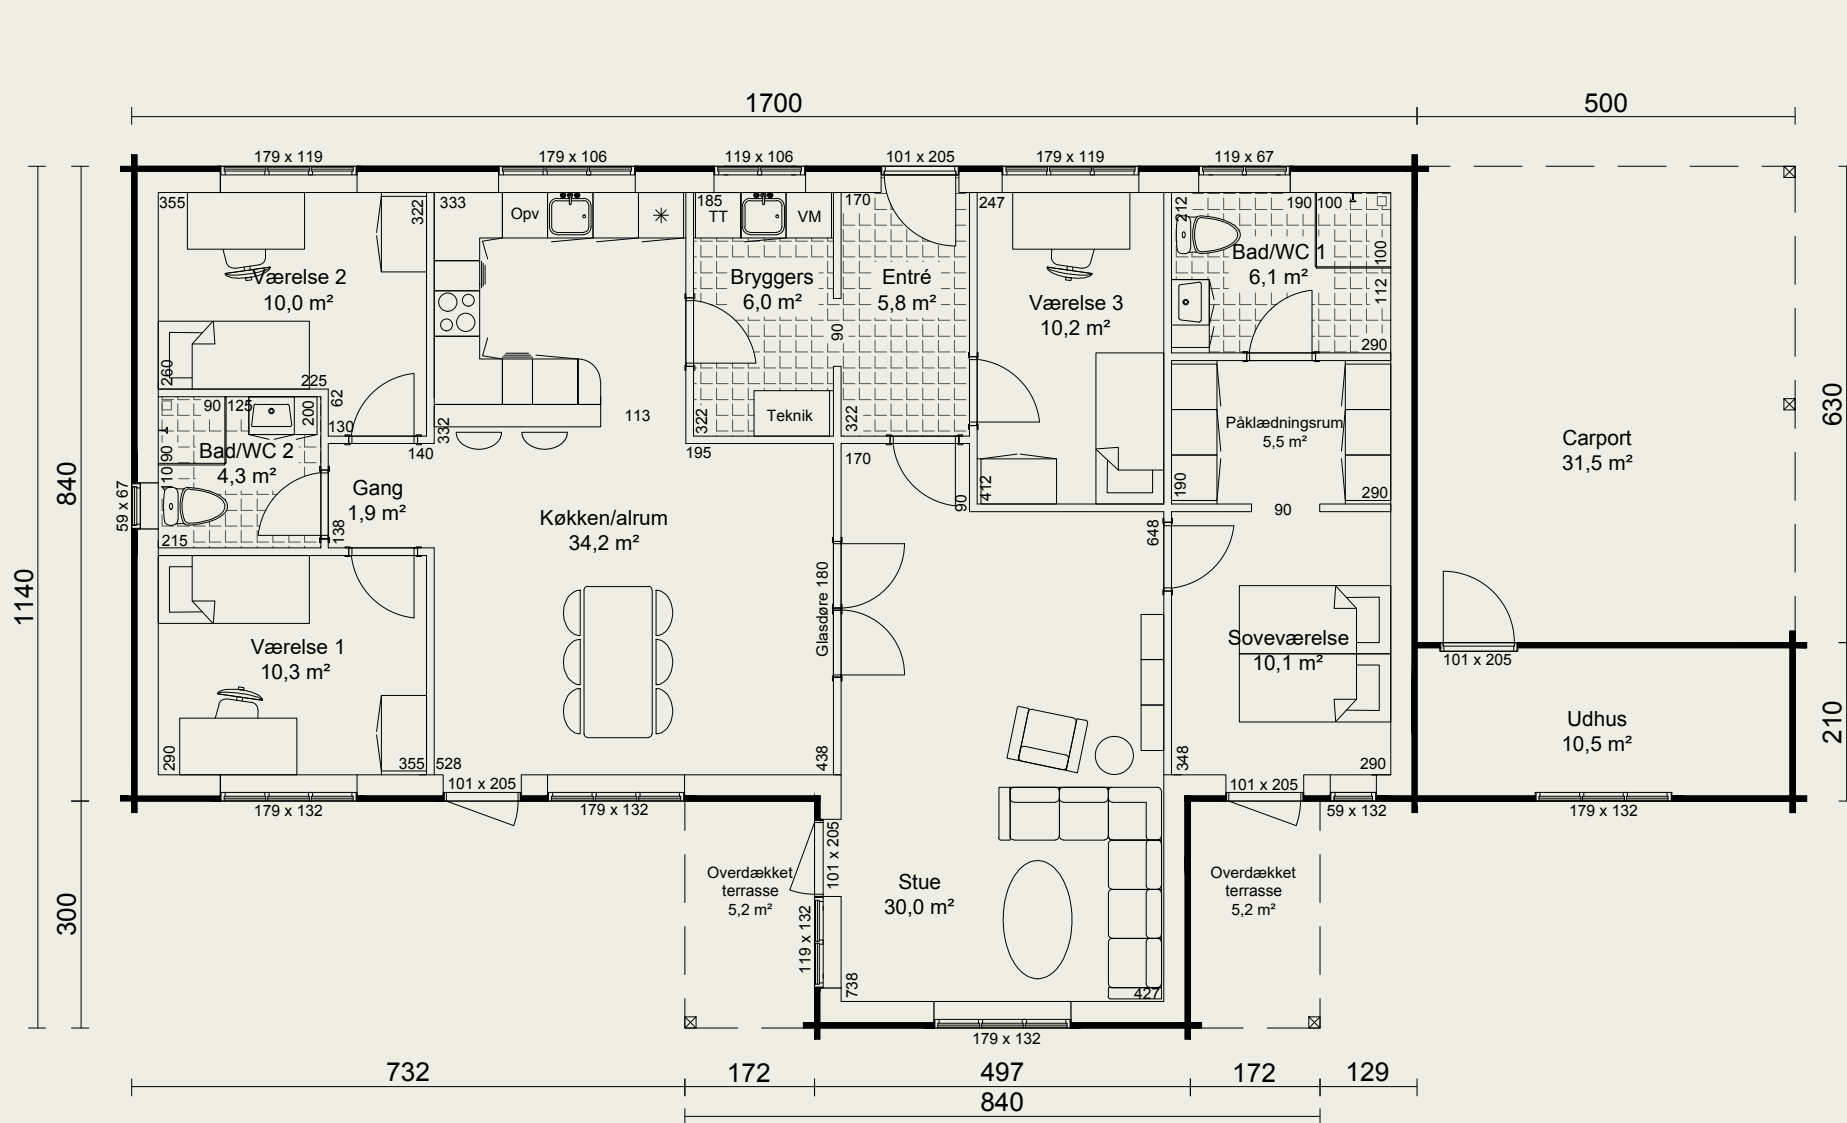 1700
500
179 x 119
179 x 106
119 x 106
101 x 205
179 x 119
119 x 67
355
322
333
Opv
185
TT
VM
170
247
212
190
100
Værelse 2
10,0 m²
Bryggers
6,0 m²
Entré
5,8 m²
Værelse 3
10,2 m²
Bad/WC 1
6,1 m²
100
112
90
290
260
225
62
90
125
200
130
140
332
113
322
Teknik
322
195
170
Påklædningsrum
5,5 m²
190
290
90
Carport
31,5 m²
630
840
1140
59 x 67
90
110
Bad/WC 2
4,3 m²
215
138
Gang
1,9 m²
Køkken/alrum
34,2 m²
412
90
648
Glasdøre 180
Værelse 1
10,3 m²
290
355
528
438
Soveværelse
10,1 m²
348
290
101 x 205
Udhus
10,5 m²
210
179 x 132
101 x 205
179 x 132
101 x 205
59 x 132
179 x 132
300
Overdækket
terrasse
5,2 m²
101 x 205
119 x 132
Stue
30,0 m²
738
427
Overdækket
terrasse
5,2 m²
179 x 132
732
172
497
172
129
840